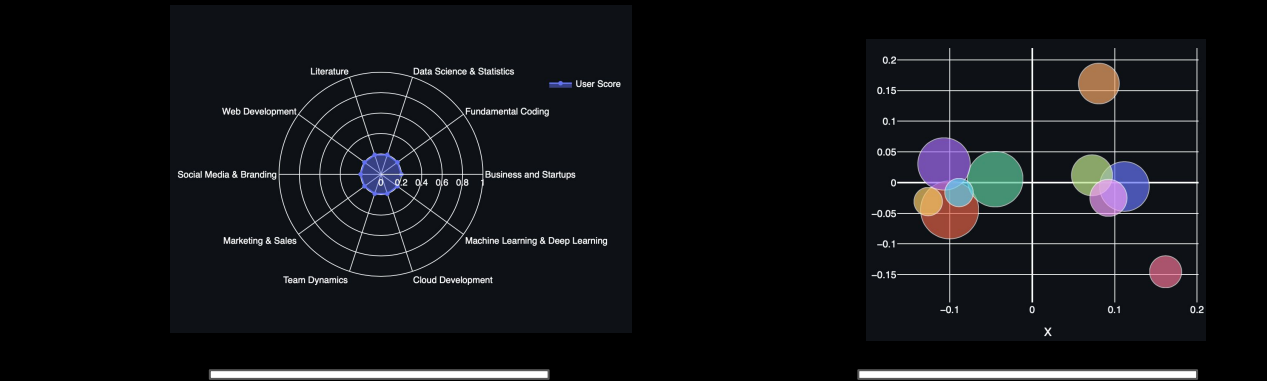 Literature
Data Science & Statistics
User Score
Web Development
Fundamental Coding
Social Media & Branding
0 0.2 0.4 0.6 0.8 1
Business and Startups
Marketing & Sales
Machine Learning & Deep Learning
Team Dynamics
Cloud Development
0.2
0.15
0.1
0.05
0
−0.05
−0.1
−0.15
−0.1 0 0.1 0.2
X